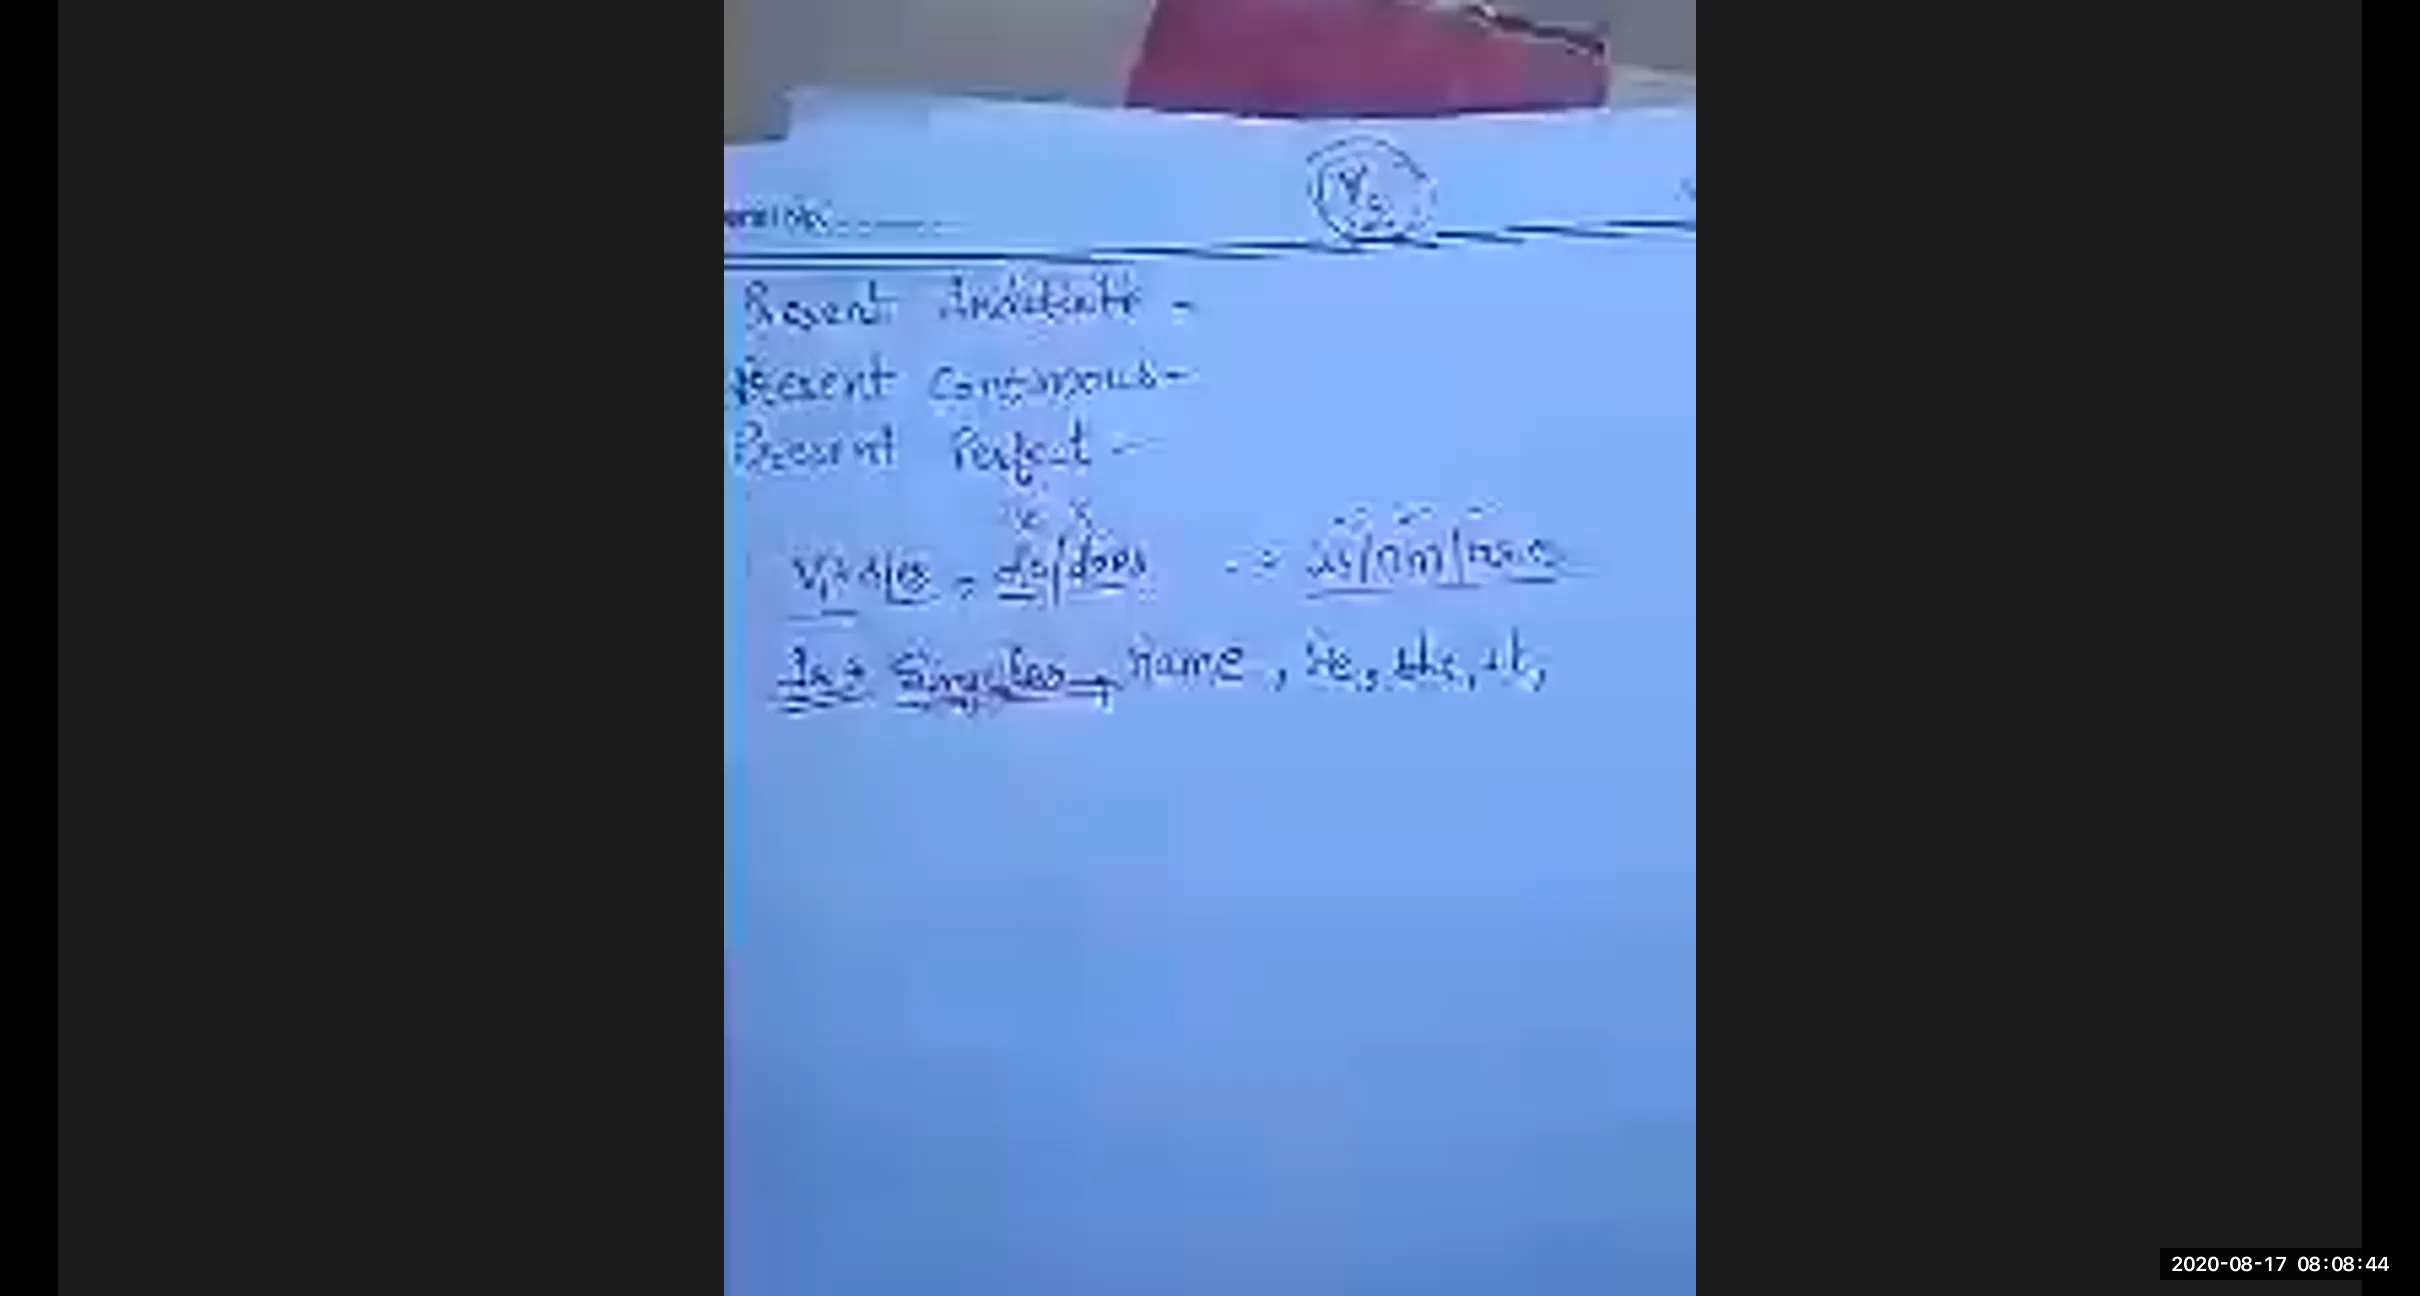 Present Indefinite -
Present Continuous -
Present Perfect -
do/does is/am/are
Is → Singular → Name, He, she, it,
2020-08-17 08:08:44